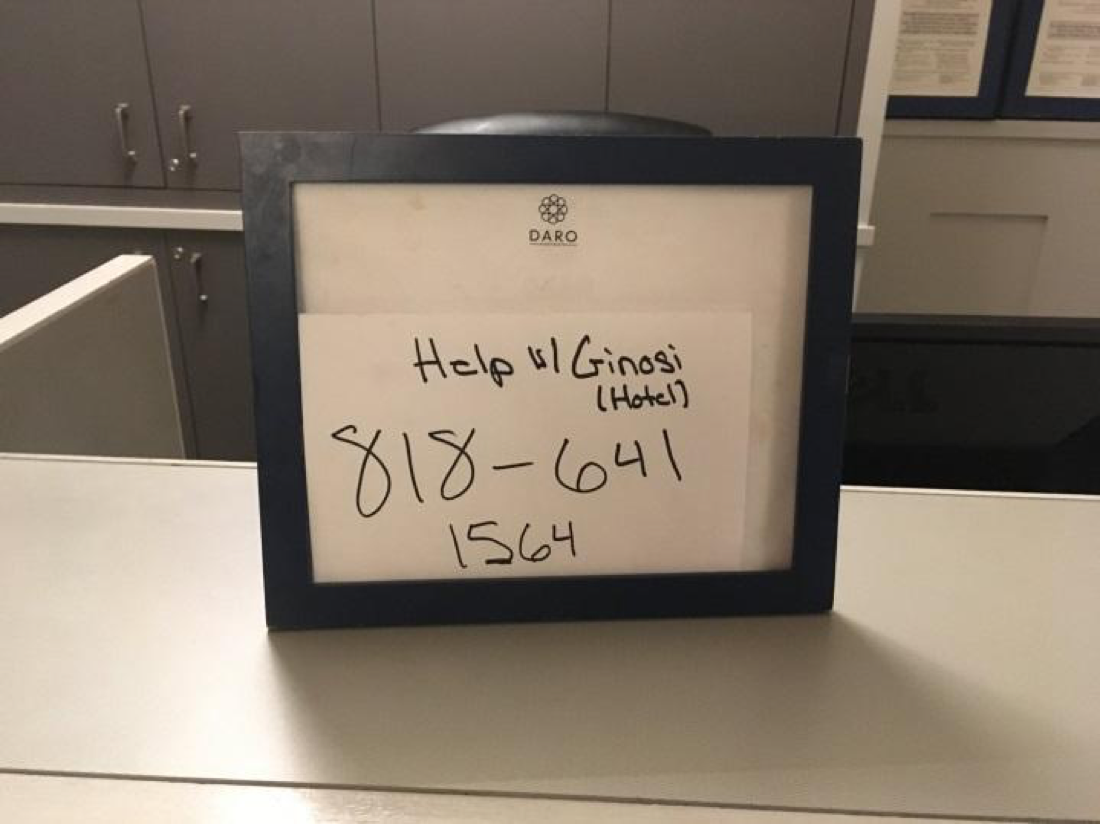 DARO
Help w/ Ginosi
(Hotel)
818-641
1564